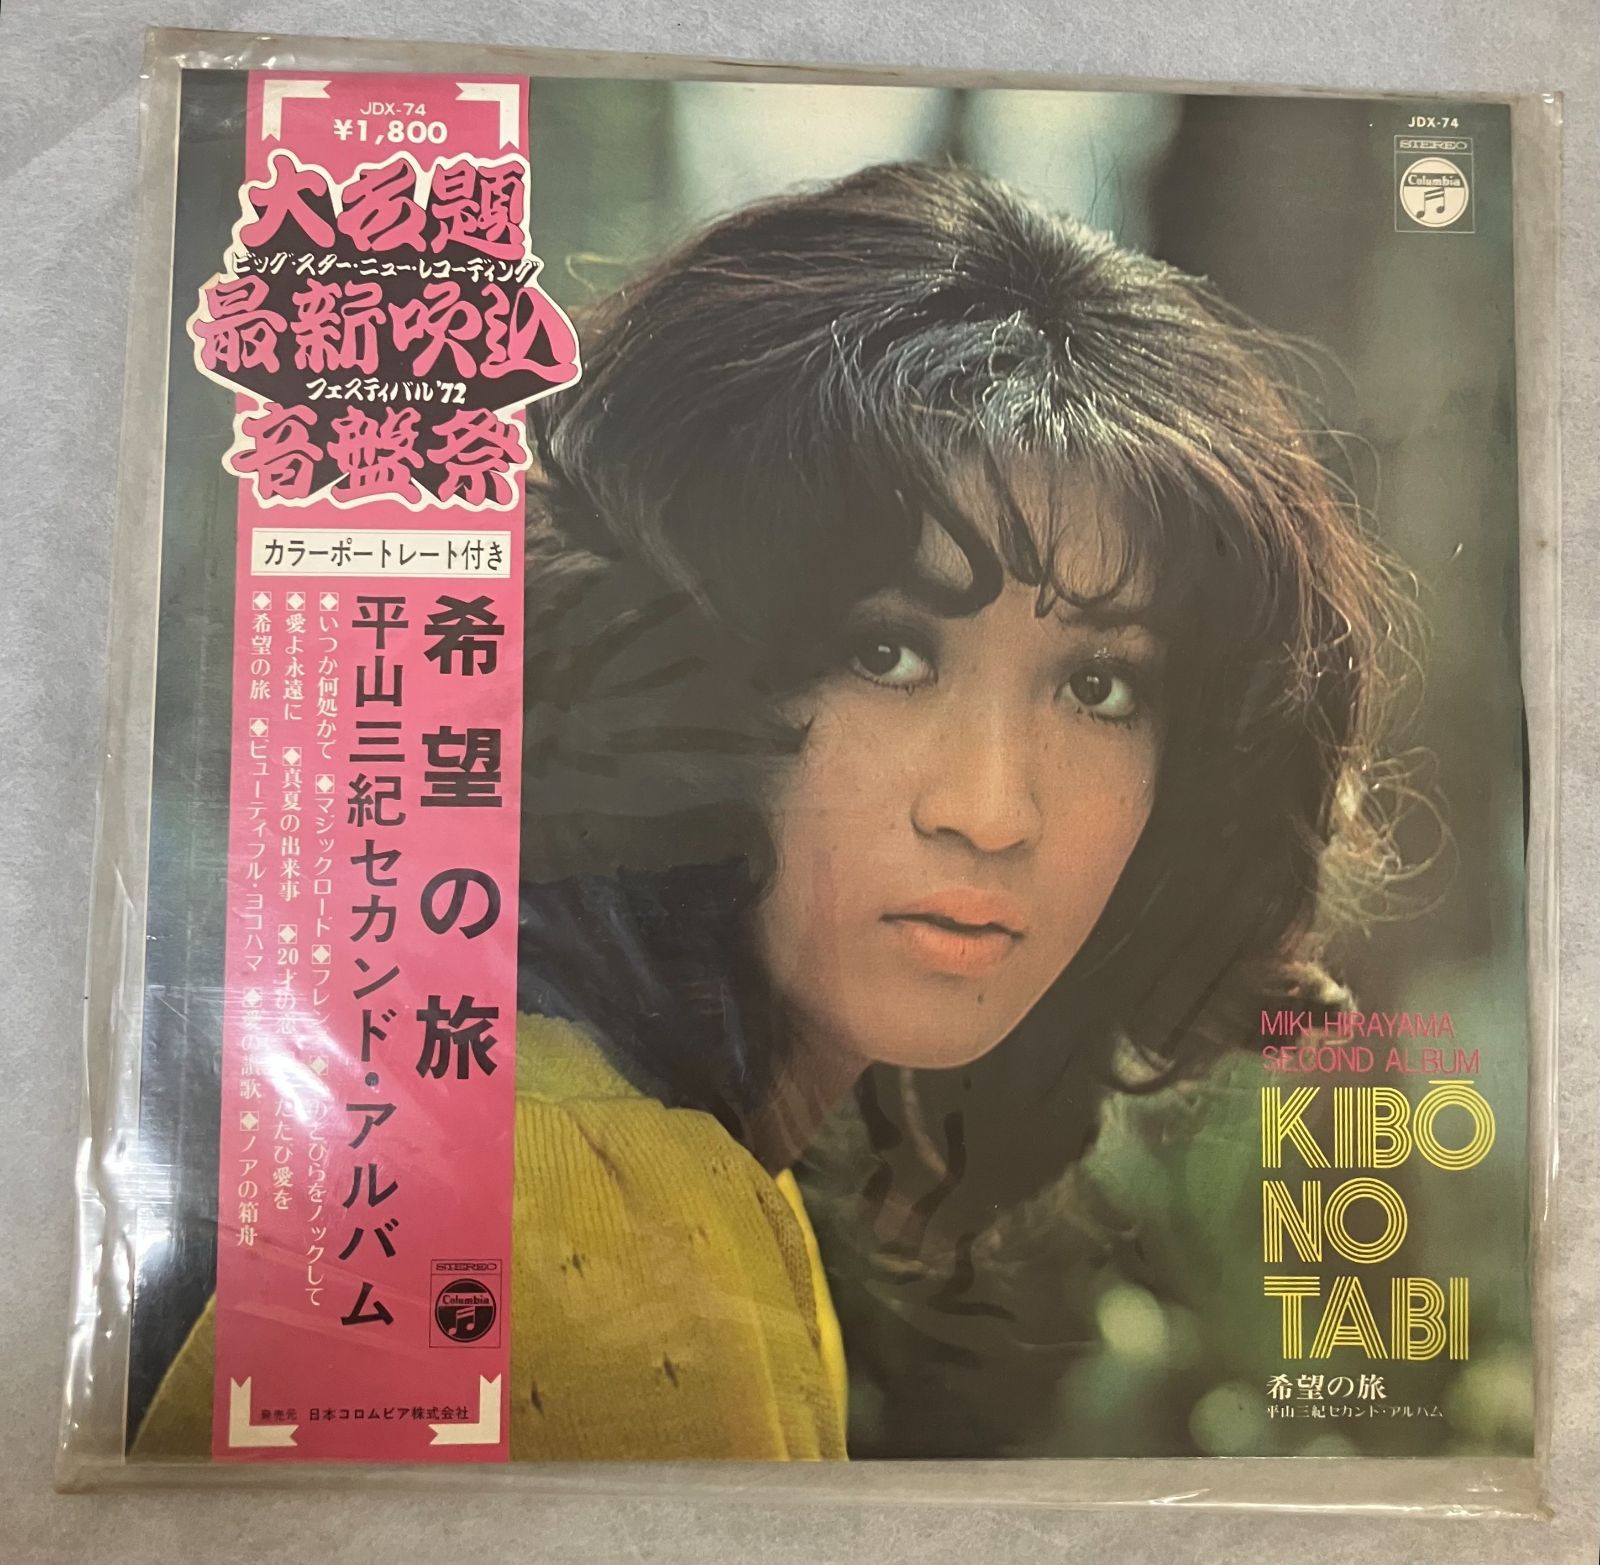 JDX-74
¥1,800
大話題
ビッグ・スター・ニュー・レコーディング
最新吹込
フェスティバル'72
音盤祭
カラーポートレート付き
希望の旅
平山三紀セカンド・アルバム
◆いつか何処かで ◆マジックロード ◆フレンズ ◆のとびらをノックして
◆愛よ永遠に ◆真夏の出来事 ◆20才の恋 ふたたび愛を
◆希望の旅 ◆ビューティフル・ヨコハマ ◆愛の讃歌 ◆ノアの箱舟
STEREO
Columbia
発売元 日本コロムビア株式会社
JDX-74
STEREO
Columbia
MIKI HIRAYAMA
SECOND ALBUM
KIBŌ
NO
TABI
希望の旅
平山三紀セカンド・アルバム